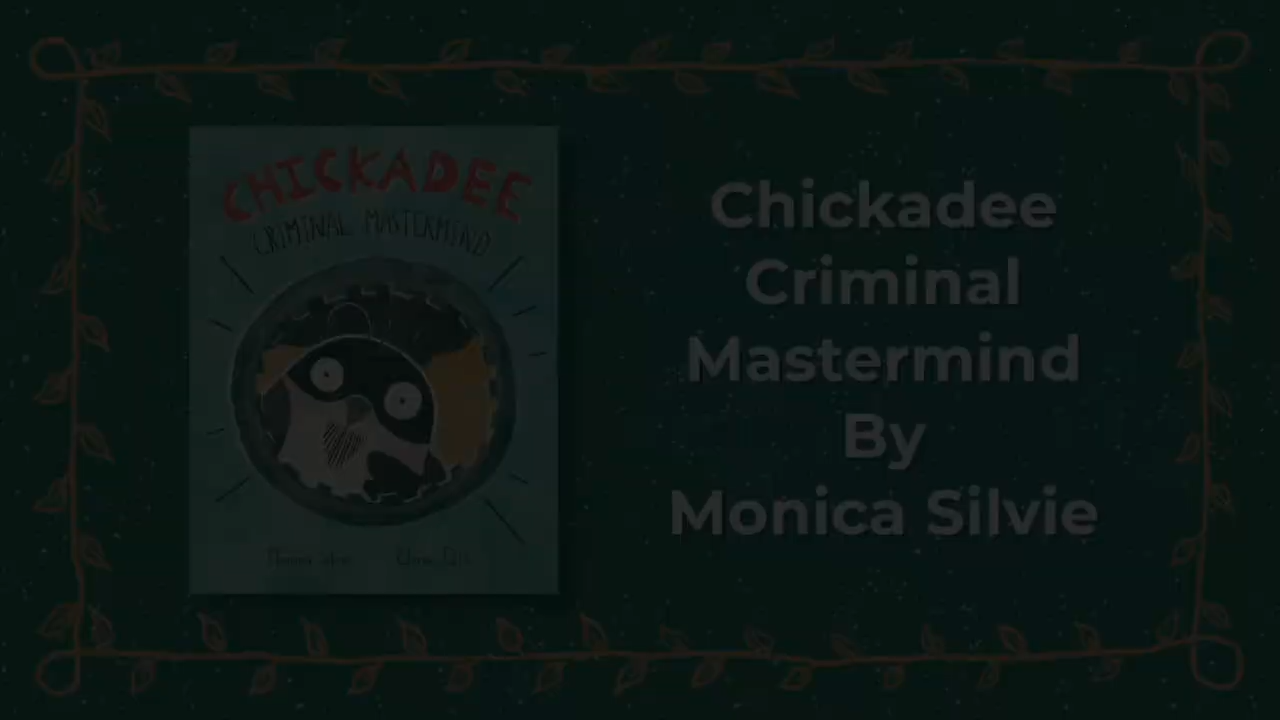 CHICKADEE
CRIMINAL MASTERMIND
Chickadee
Criminal
Mastermind
By
Monica Silvie